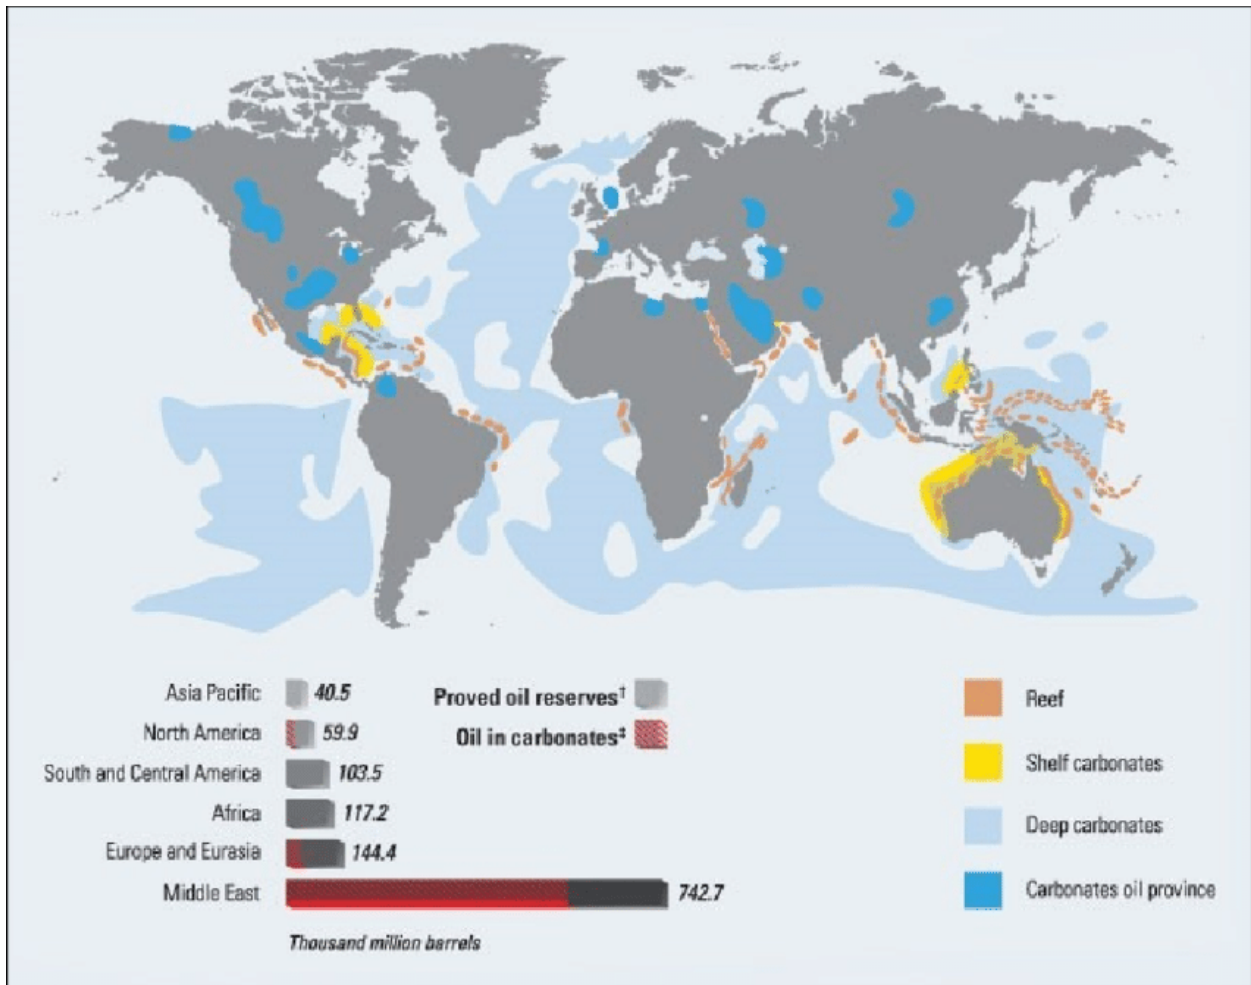 Asia Pacific 40.5
North America 59.9
South and Central America 103.5
Africa 117.2
Europe and Eurasia 144.4
Middle East 742.7
Thousand million barrels
Proved oil reserves†
Oil in carbonates‡
Reef
Shelf carbonates
Deep carbonates
Carbonates oil province